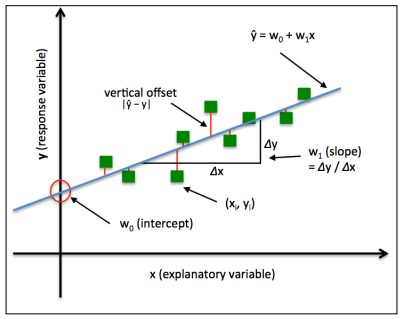 ŷ = w₀ + w₁x
vertical offset
|ŷ − y|
y (response variable)
Δy
Δx
w₁ (slope)
= Δy / Δx
(xᵢ, yᵢ)
w₀ (intercept)
x (explanatory variable)